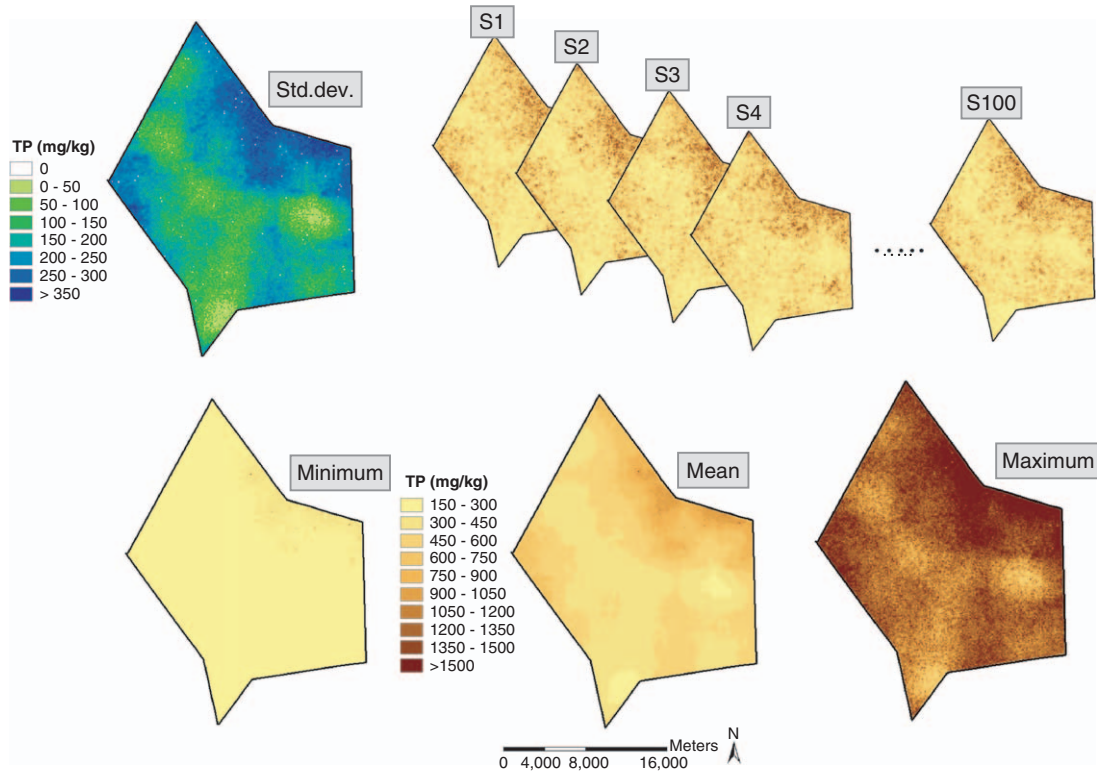 S1
S2
S3
S4
S100
Std.dev.
TP (mg/kg)
0
0 - 50
50 - 100
100 - 150
150 - 200
200 - 250
250 - 300
> 350
Minimum
Mean
Maximum
TP (mg/kg)
150 - 300
300 - 450
450 - 600
600 - 750
750 - 900
900 - 1050
1050 - 1200
1200 - 1350
1350 - 1500
>1500
N
Meters
0 4,000 8,000 16,000